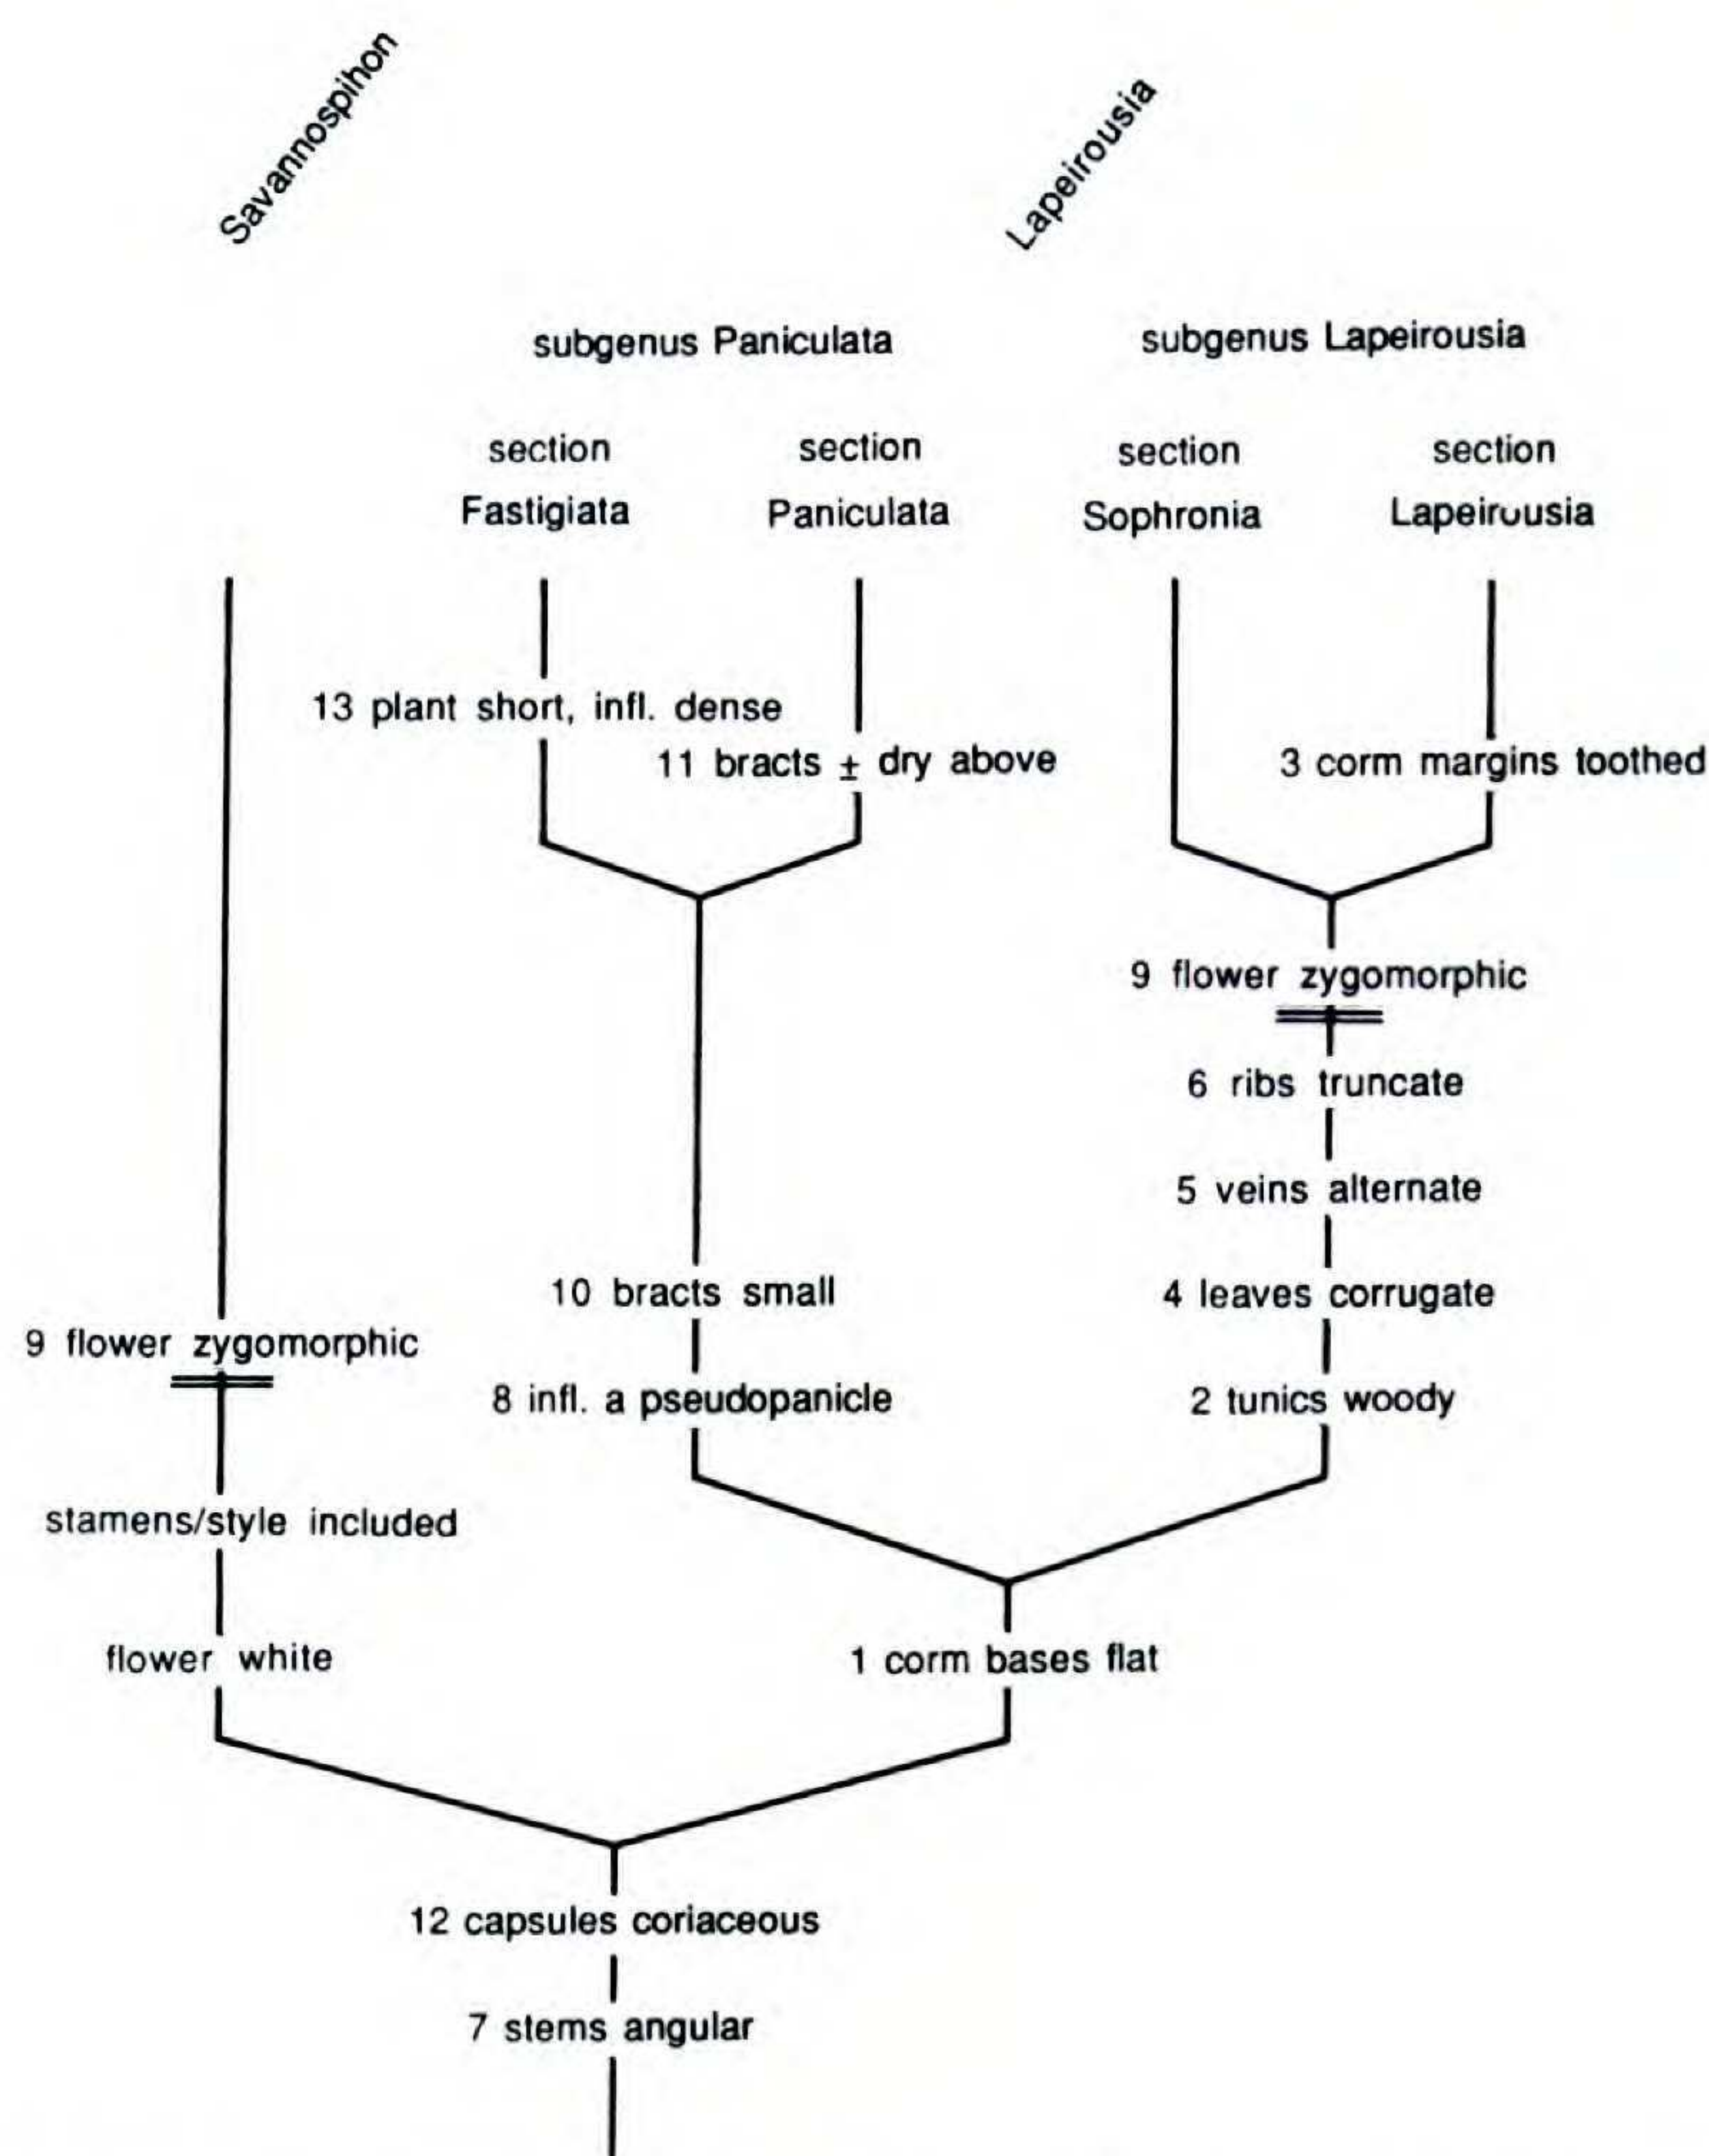 Savannospihon
Lapeirousia
subgenus Paniculata
subgenus Lapeirousia
section
Fastigiata
section
Paniculata
section
Sophronia
section
Lapeirousia
13 plant short, infl. dense
11 bracts ± dry above
3 corm margins toothed
9 flower zygomorphic
6 ribs truncate
5 veins alternate
10 bracts small
4 leaves corrugate
9 flower zygomorphic
8 infl. a pseudopanicle
2 tunics woody
stamens/style included
flower white
1 corm bases flat
12 capsules coriaceous
7 stems angular